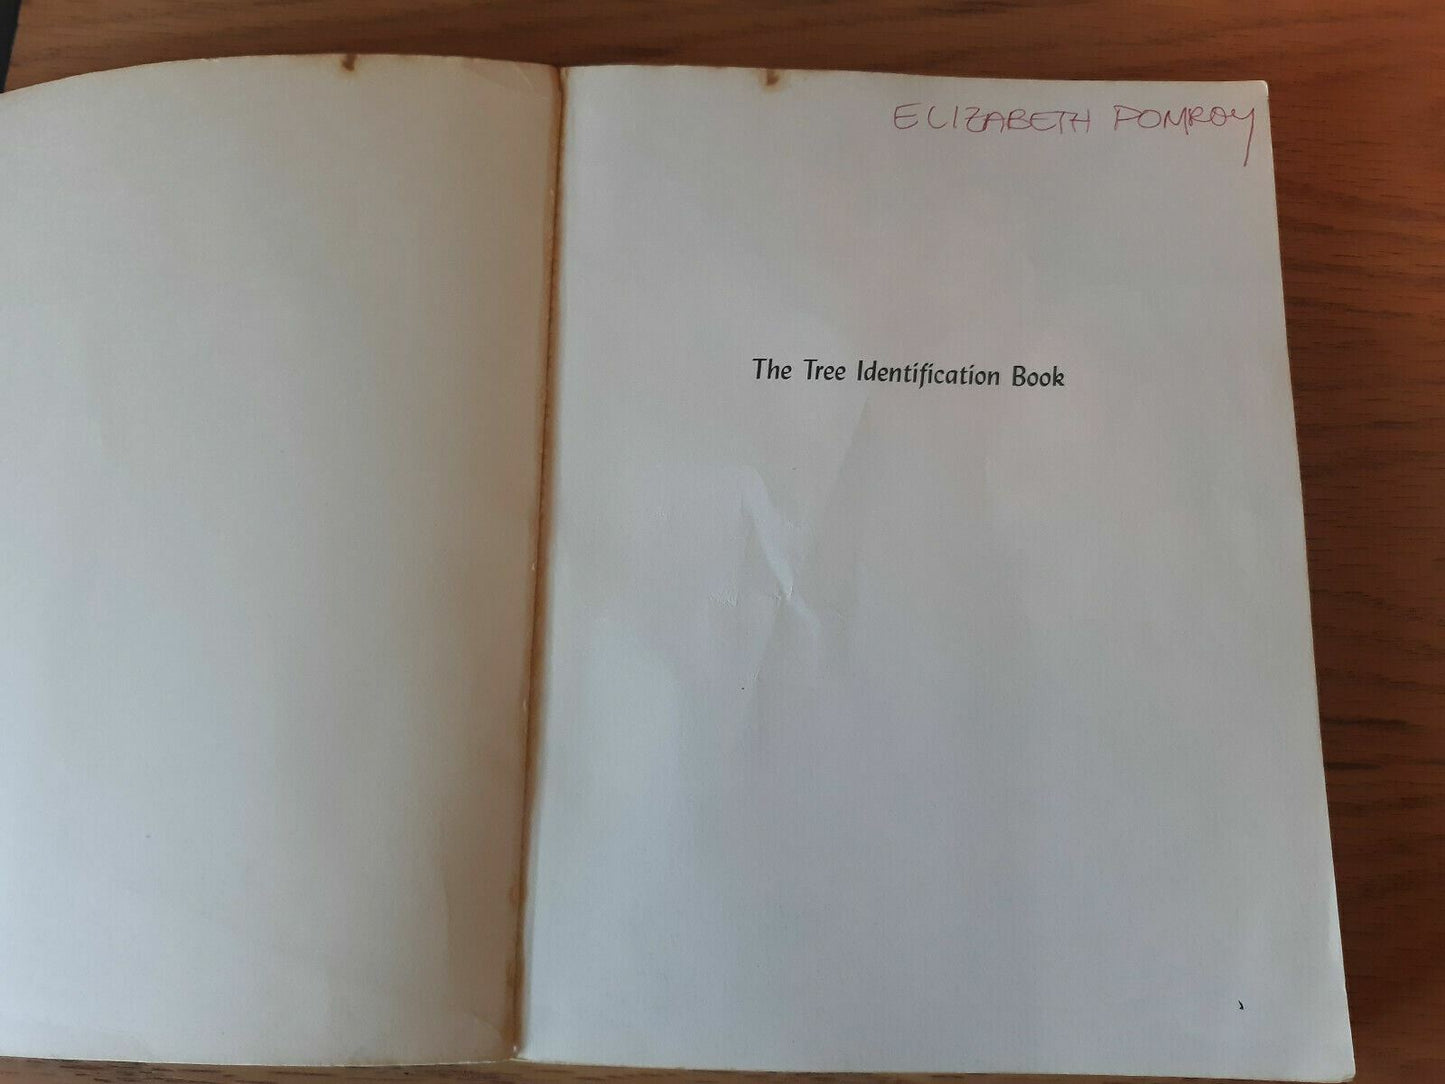 ELIZABETH POMROY
The Tree Identification Book